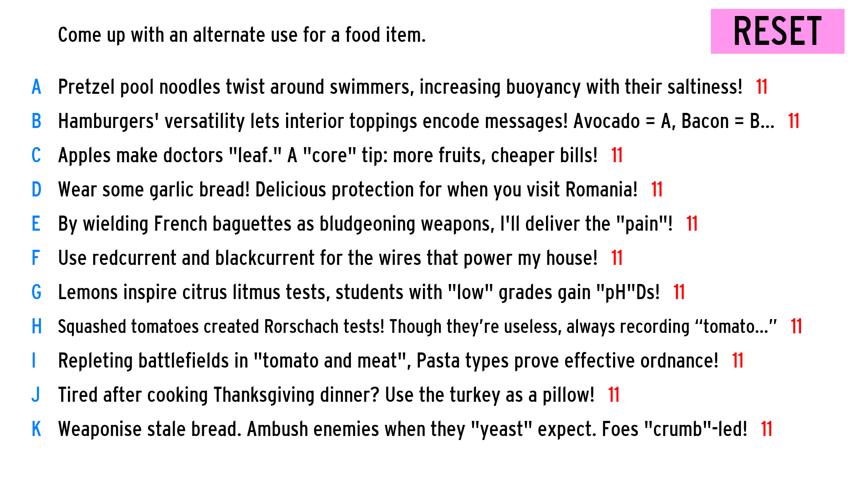 Come up with an alternate use for a food item.
RESET
A Pretzel pool noodles twist around swimmers, increasing buoyancy with their saltiness! 11
B Hamburgers' versatility lets interior toppings encode messages! Avocado = A, Bacon = B... 11
C Apples make doctors "leaf." A "core" tip: more fruits, cheaper bills! 11
D Wear some garlic bread! Delicious protection for when you visit Romania! 11
E By wielding French baguettes as bludgeoning weapons, I'll deliver the "pain"! 11
F Use redcurrent and blackcurrent for the wires that power my house! 11
G Lemons inspire citrus litmus tests, students with "low" grades gain "pH"Ds! 11
H Squashed tomatoes created Rorschach tests! Though they’re useless, always recording “tomato...” 11
I Repleting battlefields in "tomato and meat", Pasta types prove effective ordnance! 11
J Tired after cooking Thanksgiving dinner? Use the turkey as a pillow! 11
K Weaponise stale bread. Ambush enemies when they "yeast" expect. Foes "crumb"-led! 11